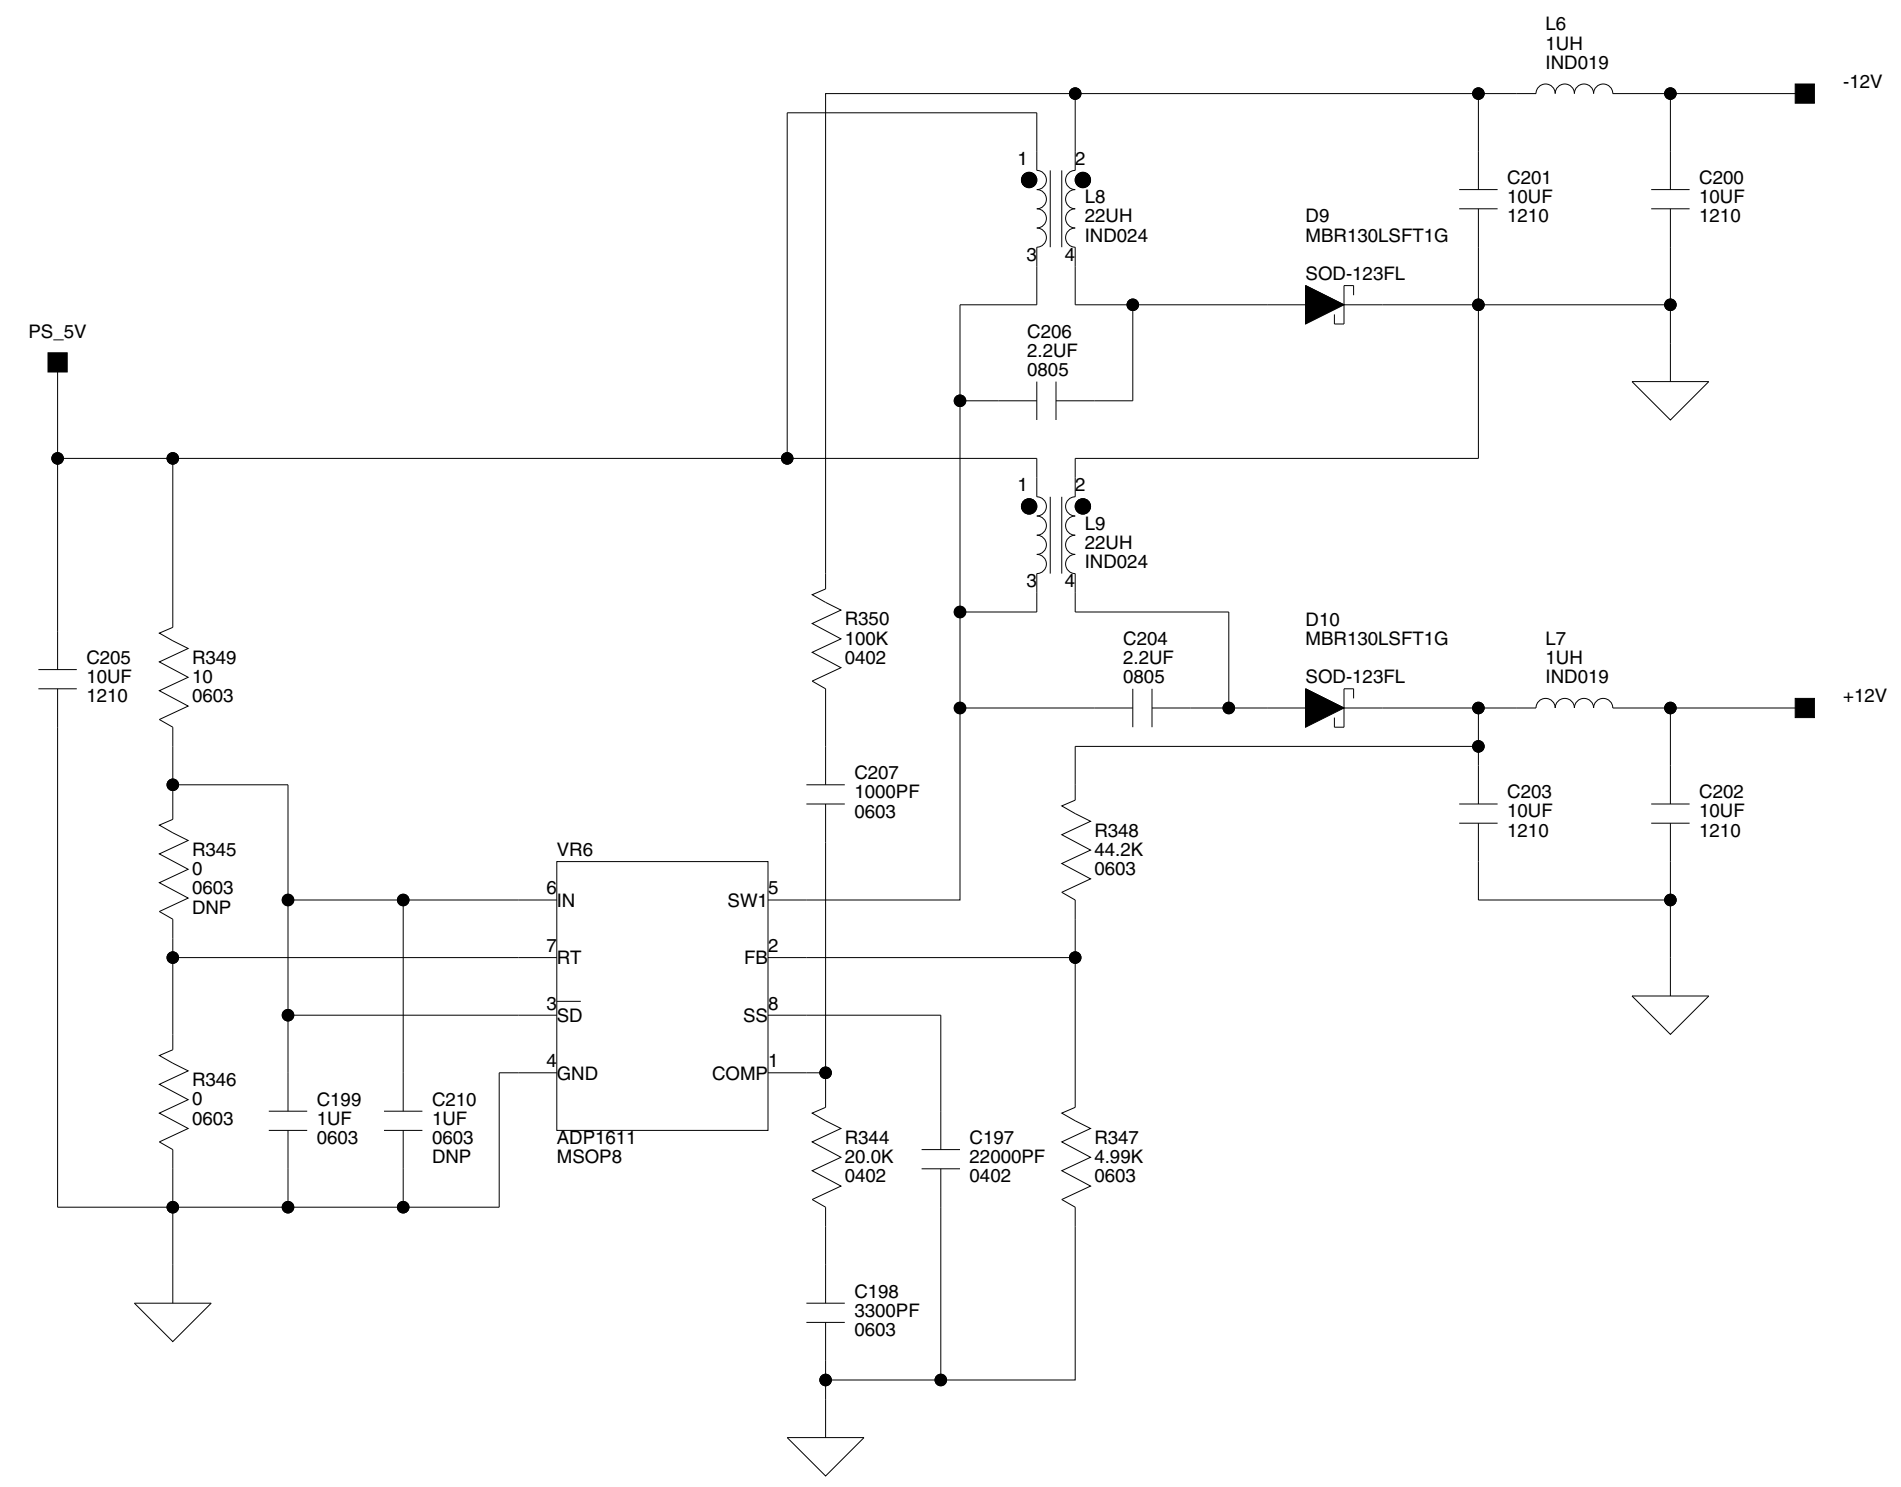 L6
1UH
IND019
-12V
1
2
L8
22UH
IND024
3
4
C201
10UF
1210
C200
10UF
1210
D9
MBR130LSFT1G
SOD-123FL
PS_5V
C206
2.2UF
0805
1
2
L9
22UH
IND024
3
4
R350
100K
0402
C204
2.2UF
0805
D10
MBR130LSFT1G
SOD-123FL
L7
1UH
IND019
+12V
C205
10UF
1210
R349
10
0603
C207
1000PF
0603
C203
10UF
1210
C202
10UF
1210
R348
44.2K
0603
R345
0
0603
DNP
VR6
6
IN
7
RT
3
SD
4
GND
SW1
5
FB
2
SS
8
COMP
1
ADP1611
MSOP8
R346
0
0603
C199
1UF
0603
C210
1UF
0603
DNP
R344
20.0K
0402
C197
22000PF
0402
R347
4.99K
0603
C198
3300PF
0603